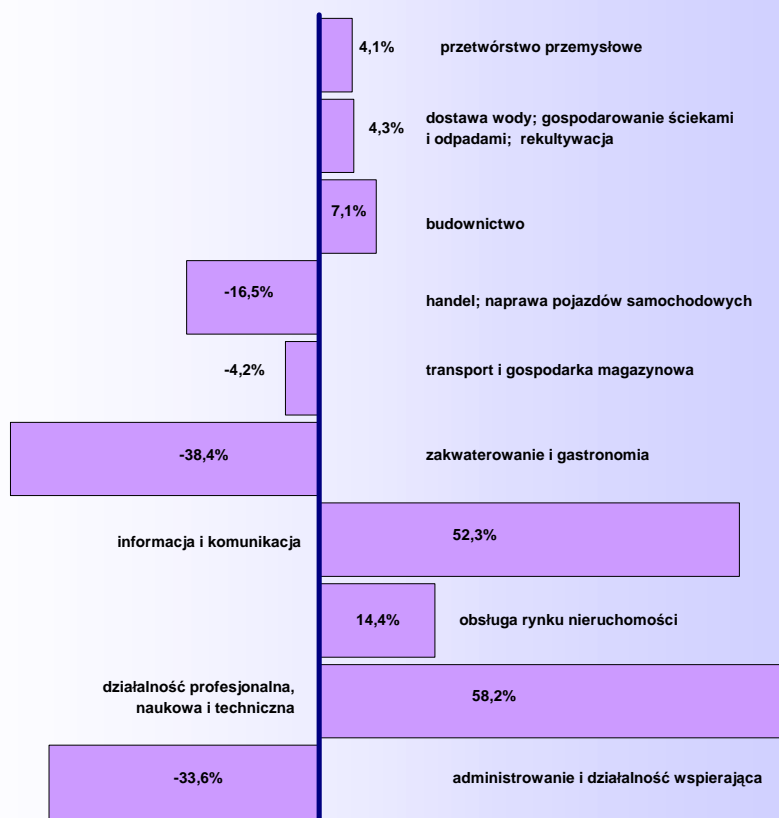 4,1% przetwórstwo przemysłowe
4,3% dostawa wody; gospodarowanie ściekami
i odpadami; rekultywacja
7,1% budownictwo
-16,5% handel; naprawa pojazdów samochodowych
-4,2% transport i gospodarka magazynowa
-38,4% zakwaterowanie i gastronomia
informacja i komunikacja 52,3%
14,4% obsługa rynku nieruchomości
działalność profesjonalna,
naukowa i techniczna 58,2%
-33,6% administrowanie i działalność wspierająca